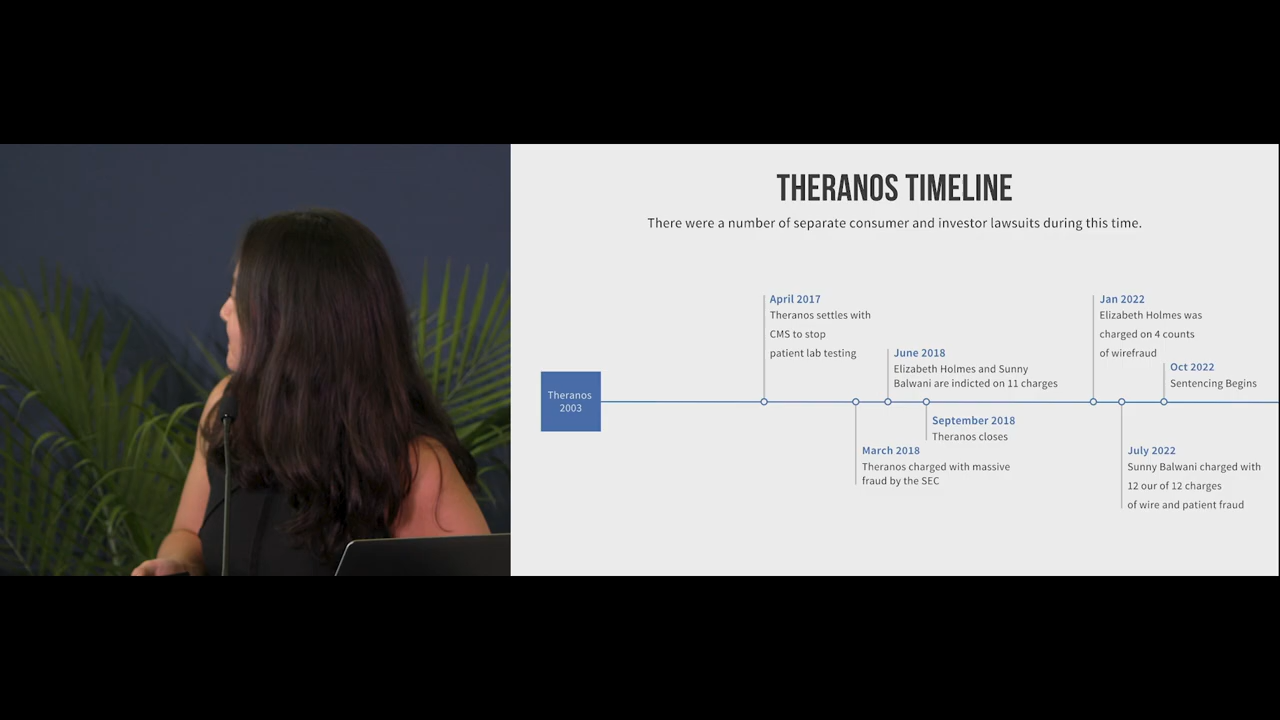 THERANOS TIMELINE
There were a number of separate consumer and investor lawsuits during this time.
Theranos
2003
April 2017
Theranos settles with
CMS to stop
patient lab testing
March 2018
Theranos charged with massive
fraud by the SEC
June 2018
Elizabeth Holmes and Sunny
Balwani are indicted on 11 charges
September 2018
Theranos closes
Jan 2022
Elizabeth Holmes was
charged on 4 counts
of wirefraud
July 2022
Sunny Balwani charged with
12 our of 12 charges
of wire and patient fraud
Oct 2022
Sentencing Begins